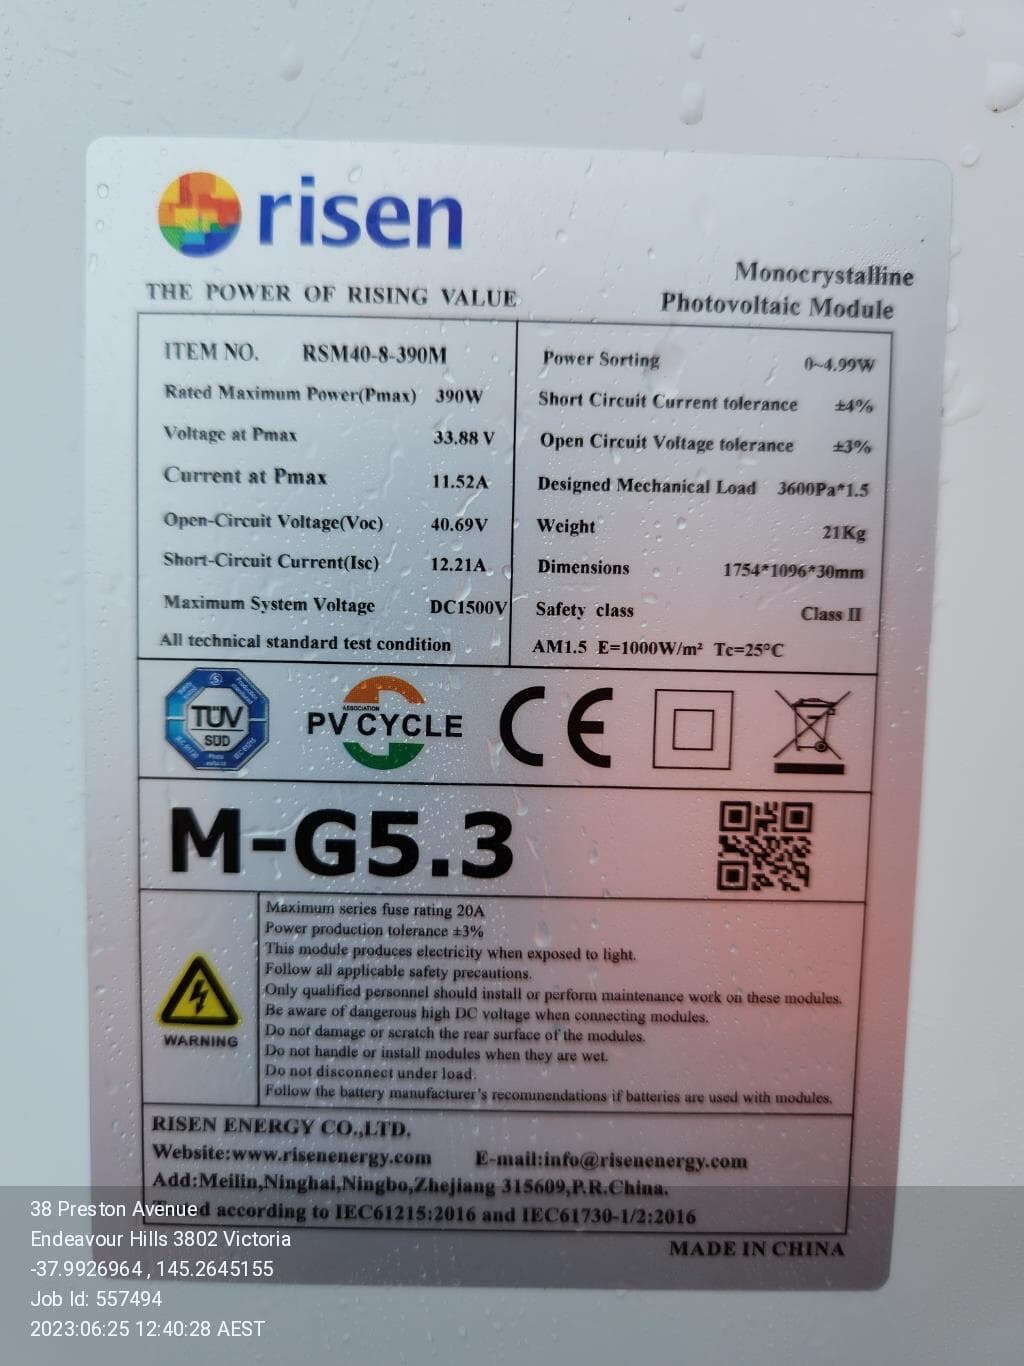 risen
THE POWER OF RISING VALUE
Monocrystalline
Photovoltaic Module
ITEM NO. RSM40-8-390M
Rated Maximum Power(Pmax) 390W
Voltage at Pmax 33.88 V
Current at Pmax 11.52A
Open-Circuit Voltage(Voc) 40.69V
Short-Circuit Current(Isc) 12.21A
Maximum System Voltage DC1500V
All technical standard test condition
Power Sorting 0~4.99W
Short Circuit Current tolerance ±4%
Open Circuit Voltage tolerance ±3%
Designed Mechanical Load 3600Pa*1.5
Weight 21Kg
Dimensions 1754*1096*30mm
Safety class Class II
AM1.5 E=1000W/m² Tc=25°C
TÜV
SÜD
ASSOCIATION
PV CYCLE
CE
M-G5.3
WARNING
Maximum series fuse rating 20A
Power production tolerance ±3%
This module produces electricity when exposed to light.
Follow all applicable safety precautions.
Only qualified personnel should install or perform maintenance work on these modules.
Be aware of dangerous high DC voltage when connecting modules.
Do not damage or scratch the rear surface of the modules.
Do not handle or install modules when they are wet.
Do not disconnect under load.
Follow the battery manufacturer's recommendations if batteries are used with modules.
RISEN ENERGY CO.,LTD.
Website:www.risenenergy.com E-mail:info@risenenergy.com
Add:Meilin,Ninghai,Ningbo,Zhejiang 315609,P.R.China.
Tested according to IEC61215:2016 and IEC61730-1/2:2016
MADE IN CHINA
38 Preston Avenue
Endeavour Hills 3802 Victoria
-37.9926964 , 145.2645155
Job Id: 557494
2023:06:25 12:40:28 AEST